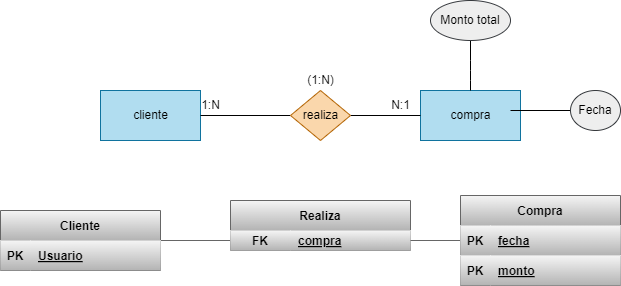 Monto total
(1:N)
cliente
1:N
realiza
N:1
compra
Fecha
Cliente
PK Usuario
Realiza
FK compra
Compra
PK fecha
PK monto